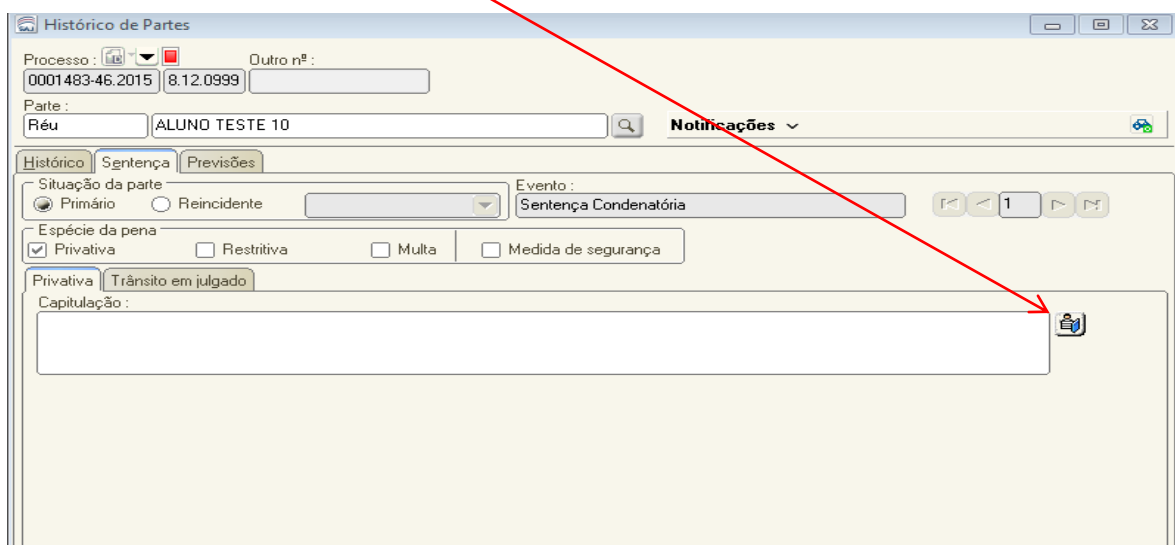 Histórico de Partes
Processo : Outro nº :
0001483-46.2015 8.12.0999
Parte :
Réu ALUNO TESTE 10 Notificações
Histórico Sentença Previsões
Situação da parte Evento :
Primário Reincidente Sentença Condenatória 1
Espécie da pena
Privativa Restritiva Multa Medida de segurança
Privativa Trânsito em julgado
Capitulação :